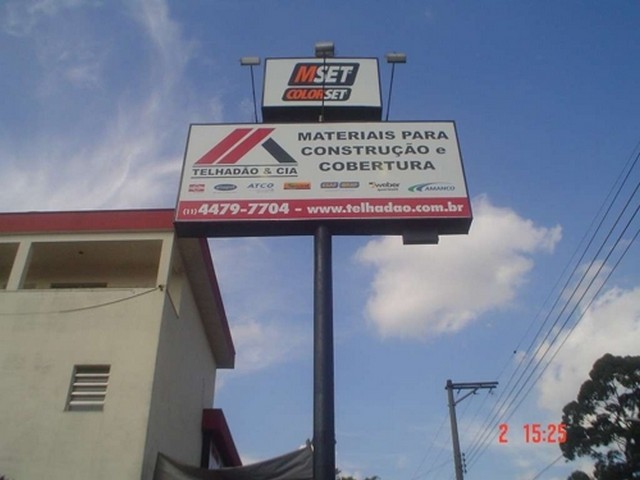 MSET
COLORSET
TELHADÃO & CIA
MATERIAIS PARA
CONSTRUÇÃO e
COBERTURA
ATCO
weber
AMANCO
(11) 4479-7704 - www.telhadao.com.br
2 15:25